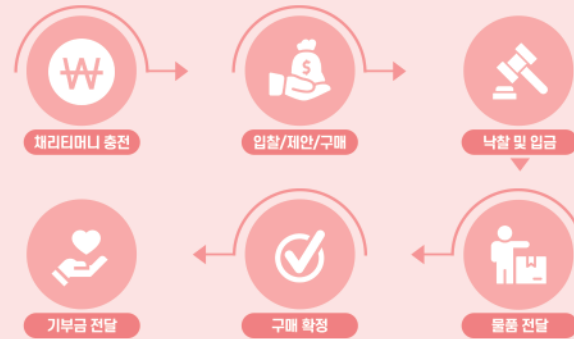 채리티머니 충전
입찰/제안/구매
낙찰 및 입금
물품 전달
구매 확정
기부금 전달